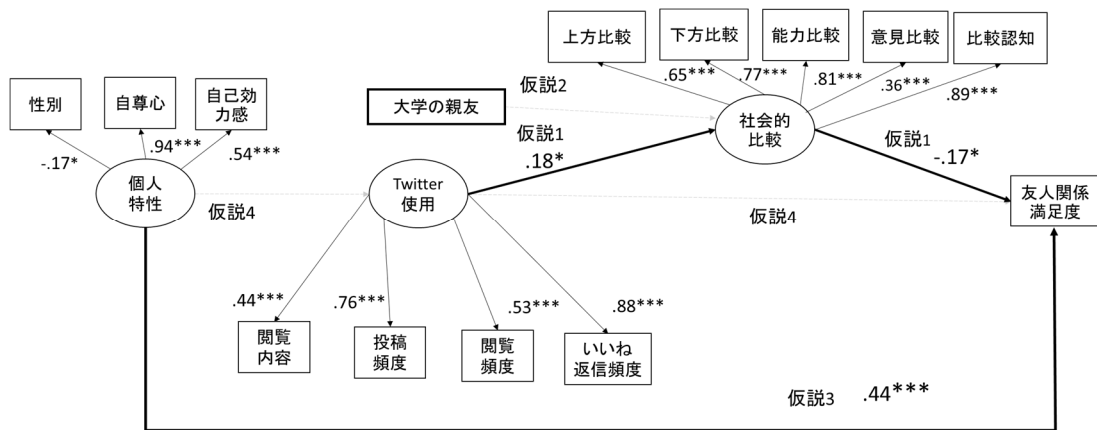 上方比較
下方比較
能力比較
意見比較
比較認知
.65***
.77***
.81***
.36***
.89***
性別
自尊心
自己効
力感
-.17*
.94***
.54***
仮説2
大学の親友
社会的
比較
仮説1
.18*
仮説1
-.17*
個人
特性
Twitter
使用
友人関係
満足度
仮説4
仮説4
.44***
.76***
.53***
.88***
閲覧
内容
投稿
頻度
閲覧
頻度
いいね
返信頻度
仮説3
.44***